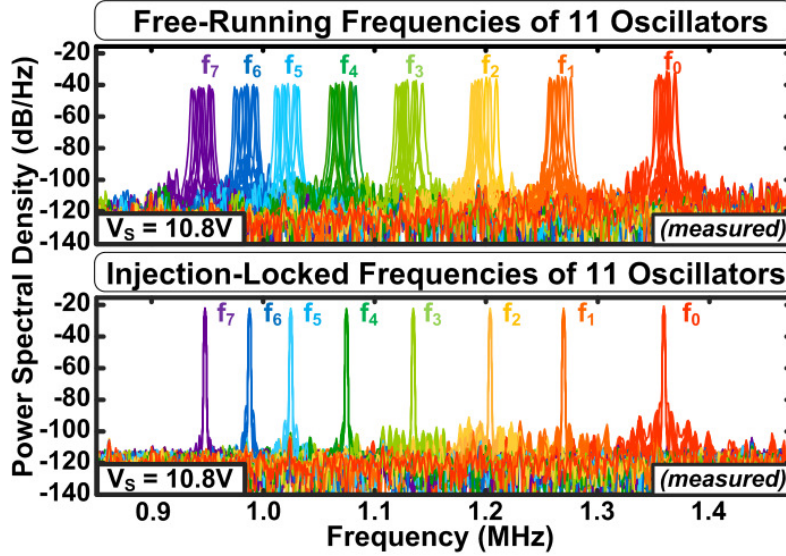 Free-Running Frequencies of 11 Oscillators
-20
-40
-60
-80
-100
-120
-140
f7 f6 f5 f4 f3 f2 f1 f0
VS = 10.8V
(measured)
Power Spectral Density (dB/Hz)
Injection-Locked Frequencies of 11 Oscillators
-20
-40
-60
-80
-100
-120
-140
f7 f6 f5 f4 f3 f2 f1 f0
VS = 10.8V
(measured)
0.9 1.0 1.1 1.2 1.3 1.4
Frequency (MHz)